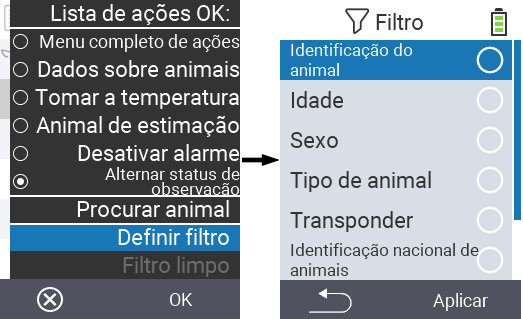 Lista de ações OK:
Menu completo de ações
Dados sobre animais
Tomar a temperatura
Animal de estimação
Desativar alarme
Alternar status de
observação
Procurar animal
Definir filtro
Filtro limpo
OK
Filtro
Identificação do
animal
Idade
Sexo
Tipo de animal
Transponder
Identificação nacional de
animais
Aplicar